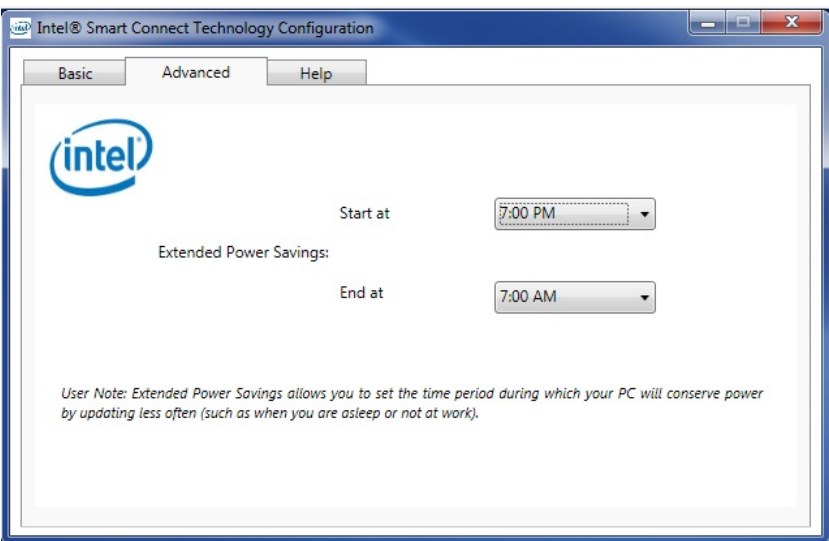 Intel® Smart Connect Technology Configuration
Basic
Advanced
Help
intel
Start at
7:00 PM
Extended Power Savings:
End at
7:00 AM
User Note: Extended Power Savings allows you to set the time period during which your PC will conserve power
by updating less often (such as when you are asleep or not at work).